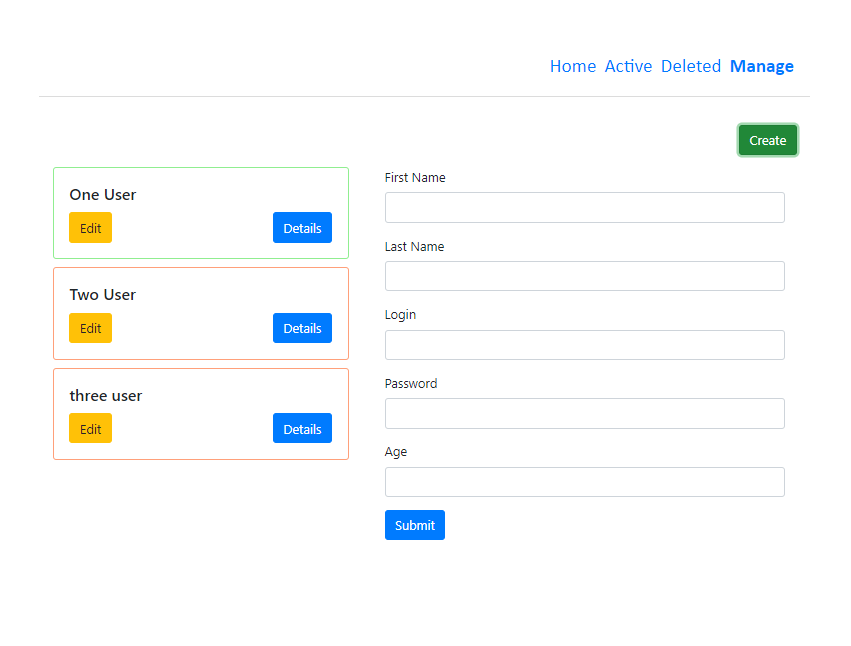 Home Active Deleted Manage
Create
One User
Edit Details
Two User
Edit Details
three user
Edit Details
First Name
Last Name
Login
Password
Age
Submit